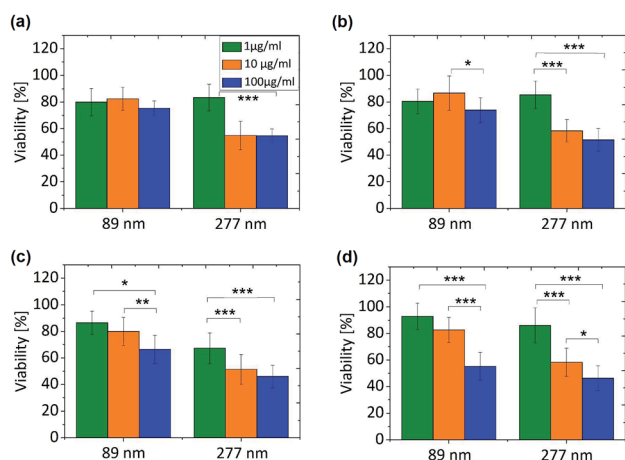 (a)
Viability [%]
120
100
80
60
40
20
0
1µg/ml
10 µg/ml
100µg/ml
***
89 nm
277 nm
(b)
Viability [%]
120
100
80
60
40
20
0
*
***
***
89 nm
277 nm
(c)
Viability [%]
120
100
80
60
40
20
0
*
**
***
***
89 nm
277 nm
(d)
Viability [%]
120
100
80
60
40
20
0
***
***
***
***
*
89 nm
277 nm